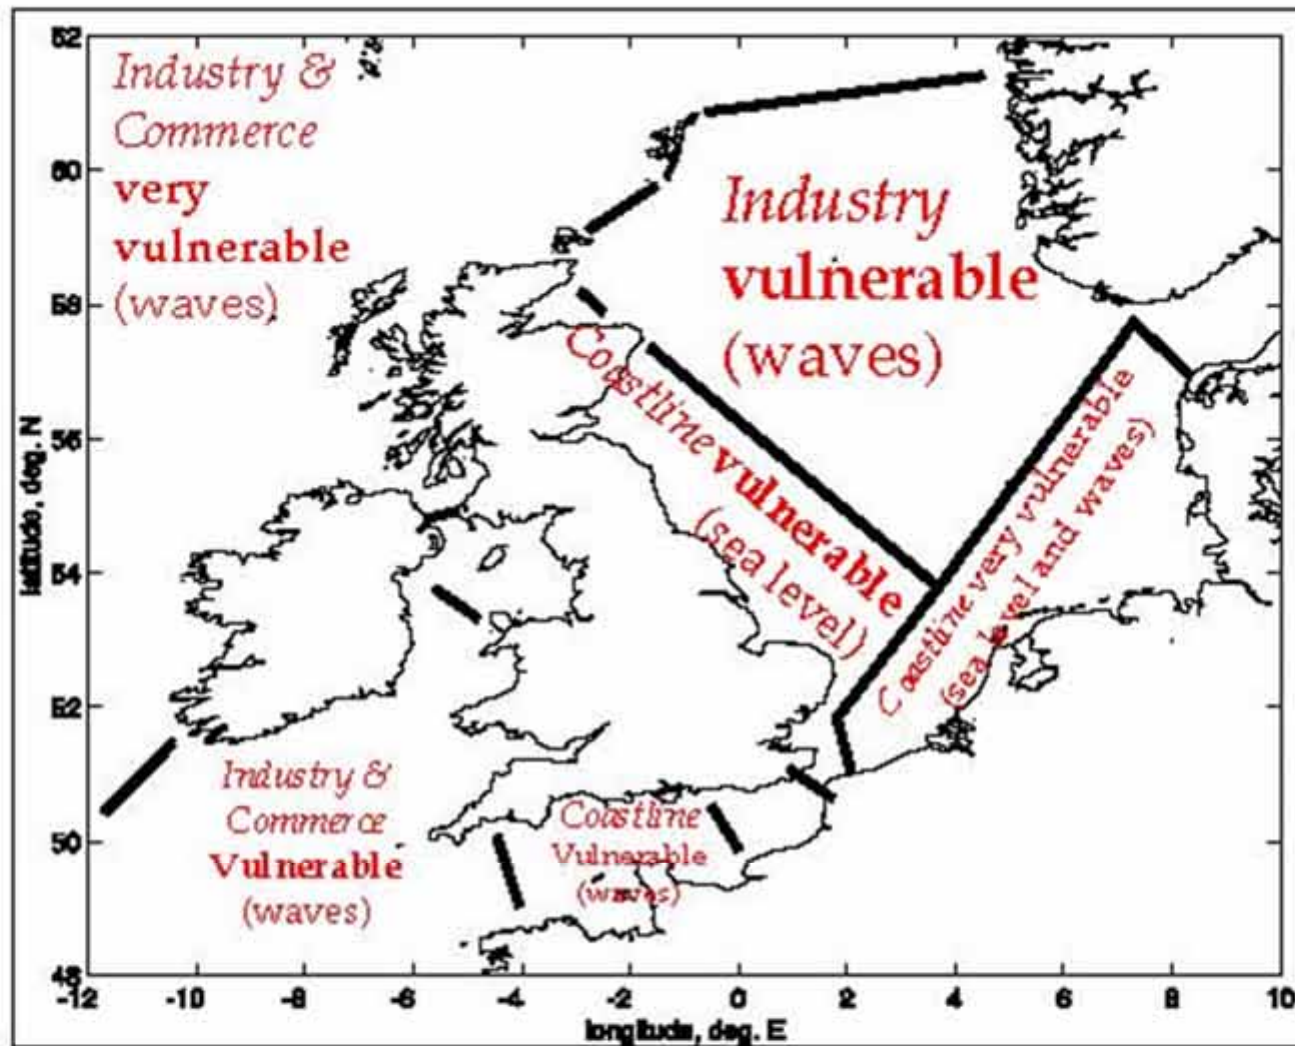 Industry &
Commerce
very
vulnerable
(waves)
Industry
vulnerable
(waves)
Coastline vulnerable
(sea level)
Coastline very vulnerable
(sea level and waves)
Industry &
Commerce
Vulnerable
(waves)
Coastline
Vulnerable
(waves)
latitude, deg. N
62
60
58
56
54
52
50
48
-12 -10 -8 -6 -4 -2 0 2 4 6 8 10
longitude, deg. E